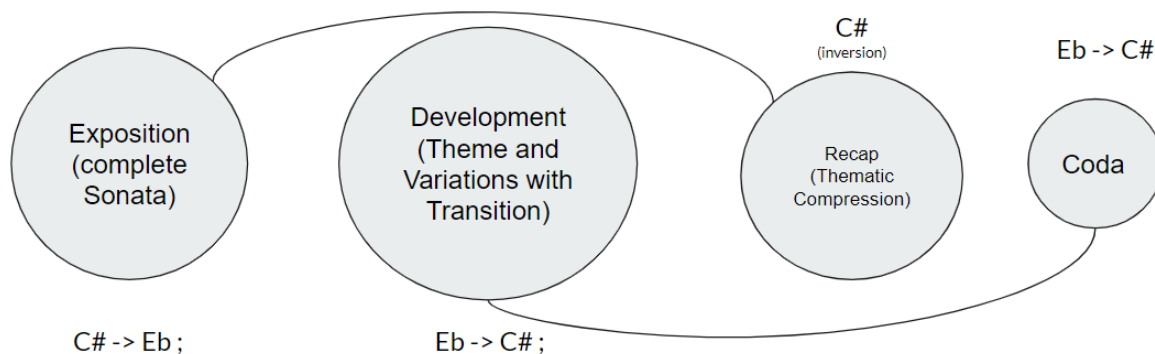 Exposition
(complete
Sonata)
C# -> Eb ;
Development
(Theme and
Variations with
Transition)
Eb -> C# ;
C#
(inversion)
Recap
(Thematic
Compression)
Eb -> C#
Coda